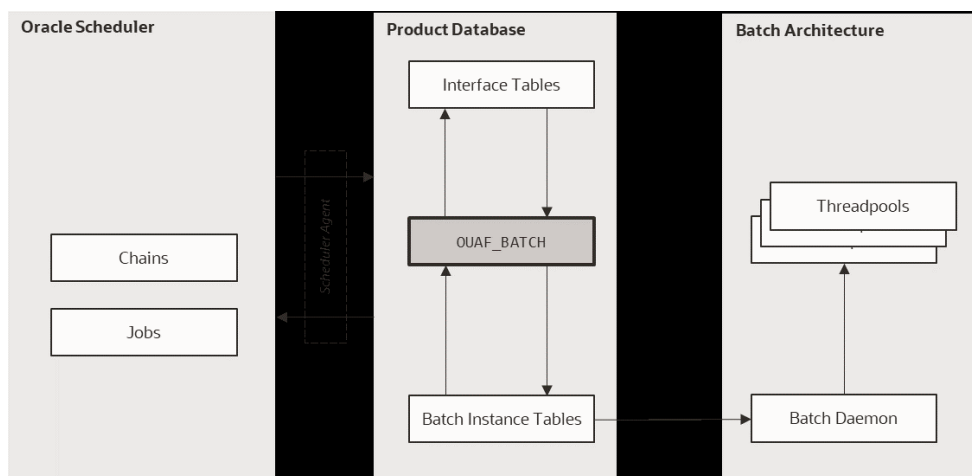 Oracle Scheduler
Chains
Jobs
Scheduler Agent
Product Database
Interface Tables
OUAF_BATCH
Batch Instance Tables
Batch Architecture
Threadpools
Batch Daemon